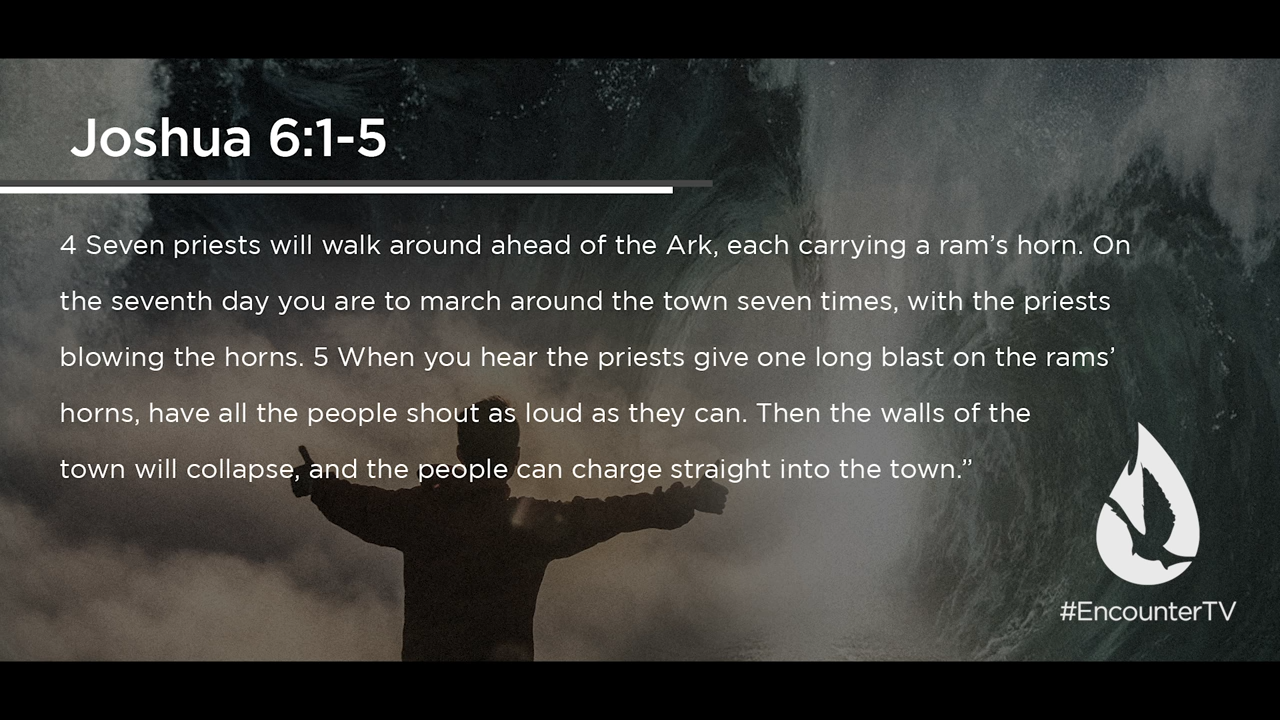 Joshua 6:1-5
4 Seven priests will walk around ahead of the Ark, each carrying a ram’s horn. On
the seventh day you are to march around the town seven times, with the priests
blowing the horns. 5 When you hear the priests give one long blast on the rams’
horns, have all the people shout as loud as they can. Then the walls of the
town will collapse, and the people can charge straight into the town.”
#EncounterTV